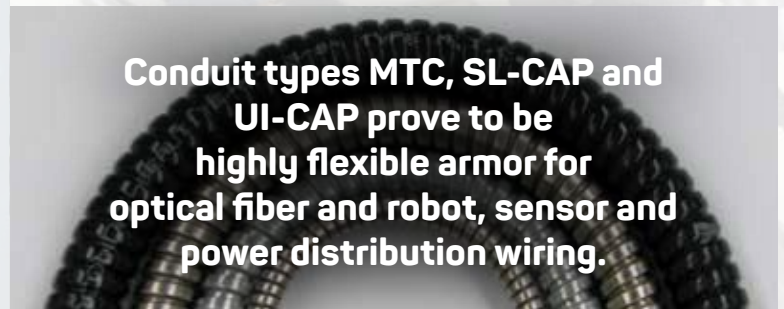 Conduit types MTC, SL-CAP and
UI-CAP prove to be
highly flexible armor for
optical fiber and robot, sensor and
power distribution wiring.